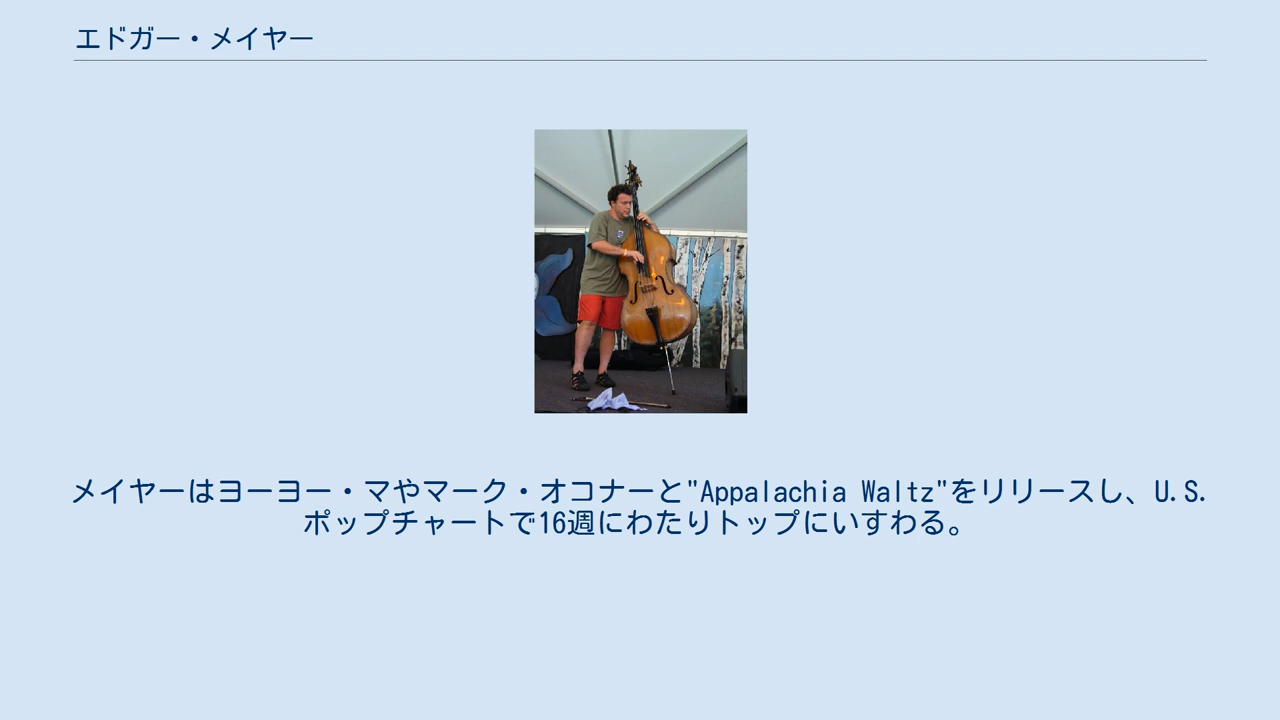 エドガー・メイヤー
メイヤーはヨーヨー・マやマーク・オコナーと"Appalachia Waltz"をリリースし、U.S.
ポップチャートで16週にわたりトップにいすわる。